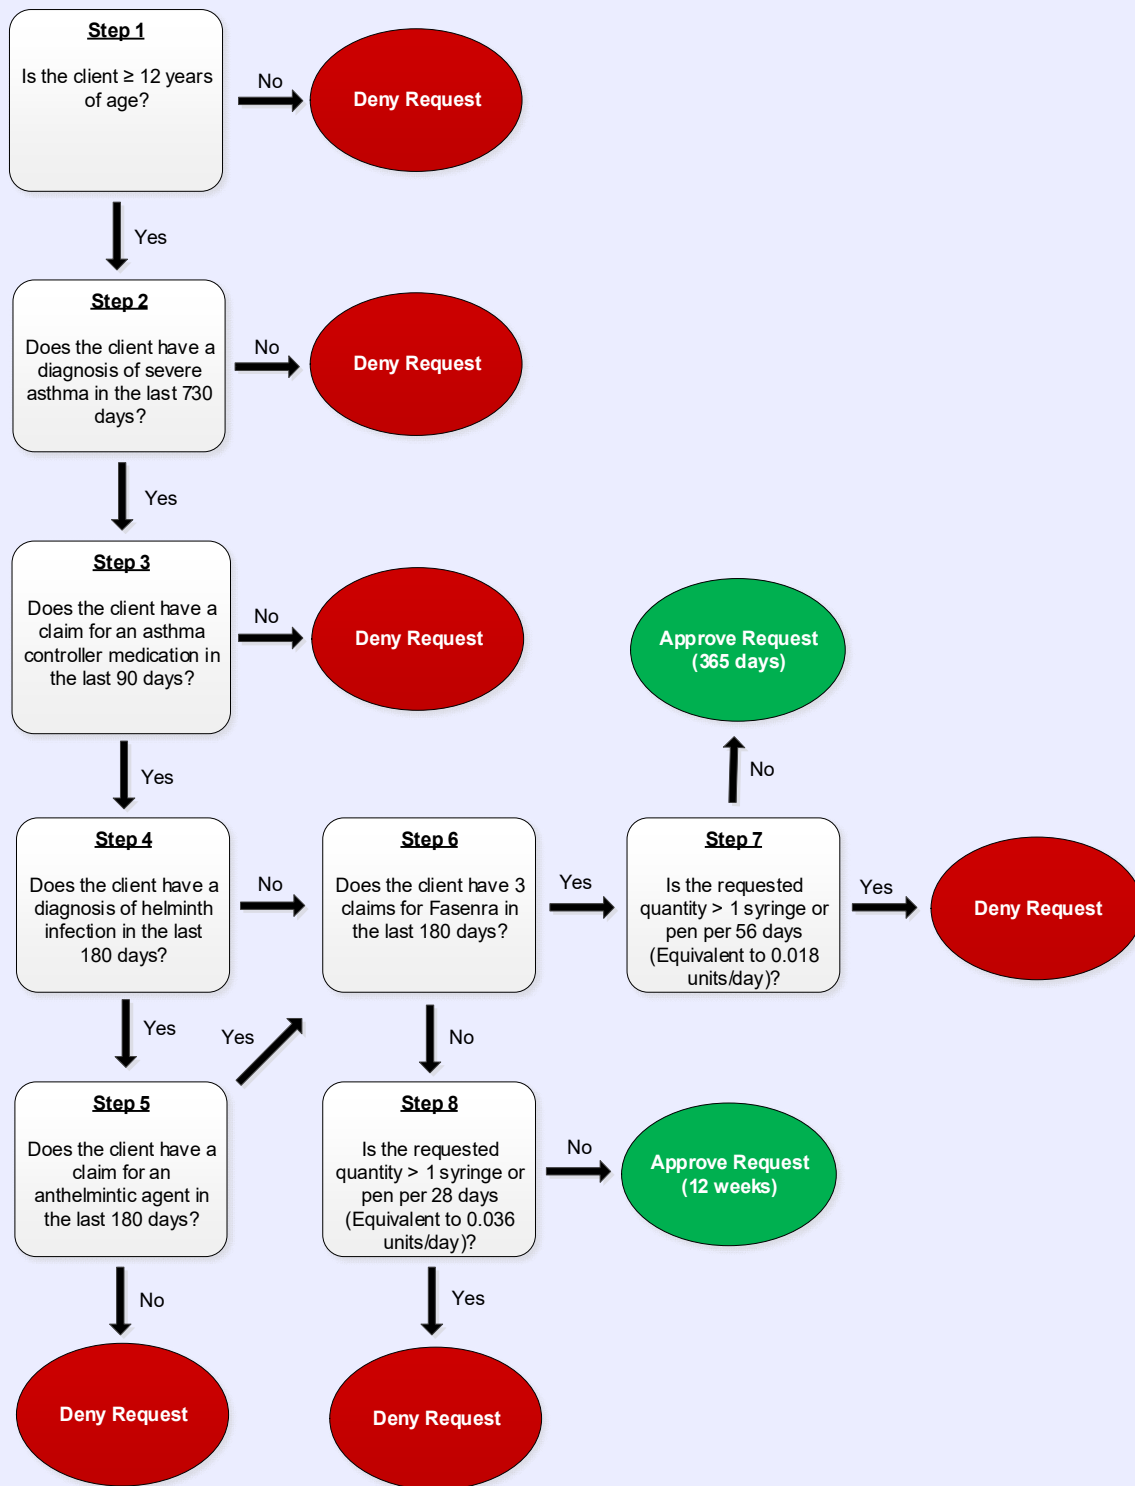 Step 1
Is the client ≥ 12 years
of age?
No
Deny Request
Yes
Step 2
Does the client have a
diagnosis of severe
asthma in the last 730
days?
No
Deny Request
Yes
Step 3
Does the client have a
claim for an asthma
controller medication in
the last 90 days?
No
Deny Request
Yes
Step 4
Does the client have a
diagnosis of helminth
infection in the last
180 days?
No
Yes
Step 5
Does the client have a
claim for an
anthelmintic agent in
the last 180 days?
Yes
No
Deny Request
Step 6
Does the client have 3
claims for Fasenra in
the last 180 days?
Yes
No
Step 7
Is the requested
quantity > 1 syringe or
pen per 56 days
(Equivalent to 0.018
units/day)?
No
Approve Request
(365 days)
Yes
Deny Request
Step 8
Is the requested
quantity > 1 syringe or
pen per 28 days
(Equivalent to 0.036
units/day)?
No
Approve Request
(12 weeks)
Yes
Deny Request